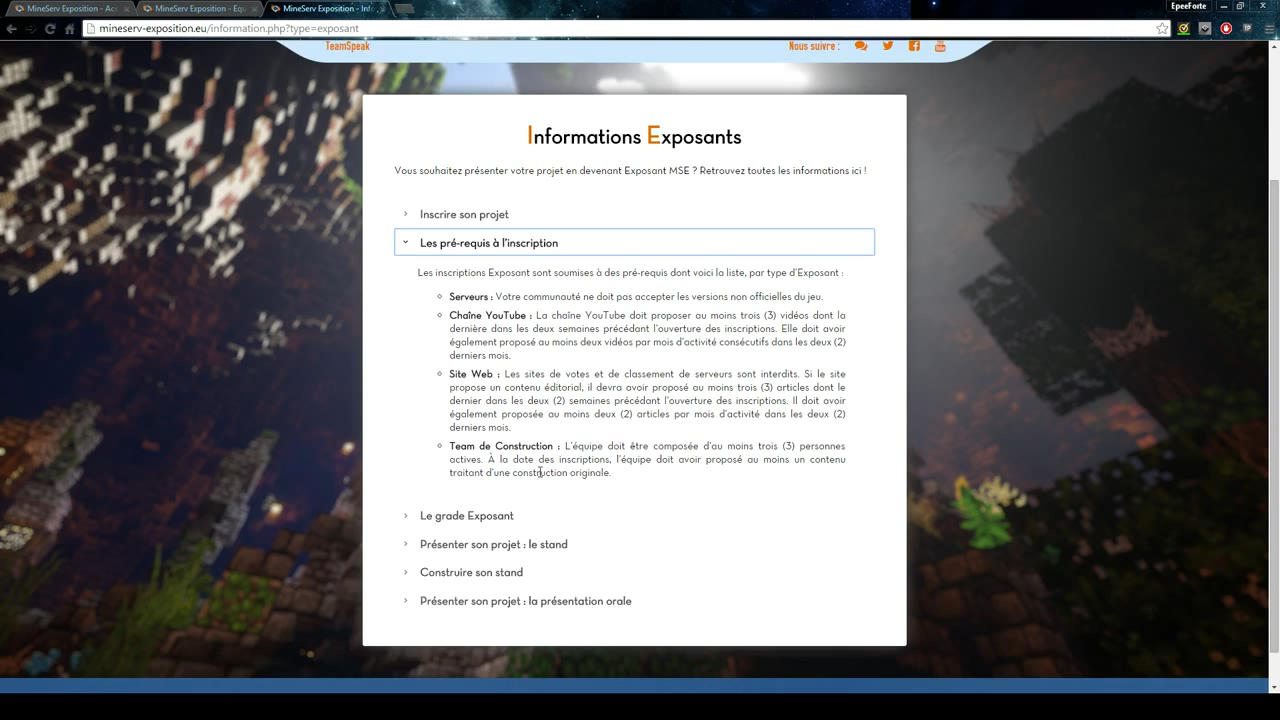 MineServ Exposition - Acc
MineServ Exposition - Equ
MineServ Exposition - Info
EpeeForte
mineserv-exposition.eu/information.php?type=exposant
TeamSpeak
Nous suivre :
Informations Exposants
Vous souhaitez présenter votre projet en devenant Exposant MSE ? Retrouvez toutes les informations ici !
Inscrire son projet
Les pré-requis à l'inscription
Les inscriptions Exposant sont soumises à des pré-requis dont voici la liste, par type d'Exposant :
Serveurs : Votre communauté ne doit pas accepter les versions non officielles du jeu.
Chaîne YouTube : La chaîne YouTube doit proposer au moins trois (3) vidéos dont la
dernière dans les deux semaines précédant l'ouverture des inscriptions. Elle doit avoir
également proposé au moins deux vidéos par mois d'activité consécutifs dans les deux (2)
derniers mois.
Site Web : Les sites de votes et de classement de serveurs sont interdits. Si le site
propose un contenu éditorial, il devra avoir proposé au moins trois (3) articles dont le
dernier dans les deux (2) semaines précédant l'ouverture des inscriptions. Il doit avoir
également proposée au moins deux (2) articles par mois d'activité dans les deux (2)
derniers mois.
Team de Construction : L'équipe doit être composée d'au moins trois (3) personnes
actives. À la date des inscriptions, l'équipe doit avoir proposé au moins un contenu
traitant d'une construction originale.
Le grade Exposant
Présenter son projet : le stand
Construire son stand
Présenter son projet : la présentation orale